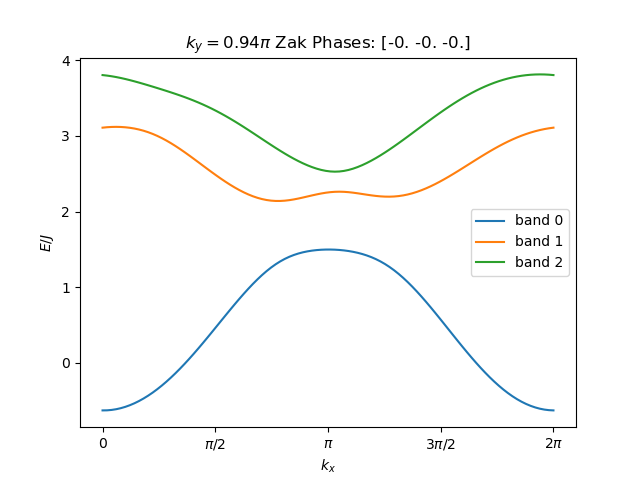 $k_y = 0.94\pi$ Zak Phases: [-0. -0. -0.]
4
3
2
1
0
E/J
band 0
band 1
band 2
0
π/2
π
3π/2
2π
$k_x$